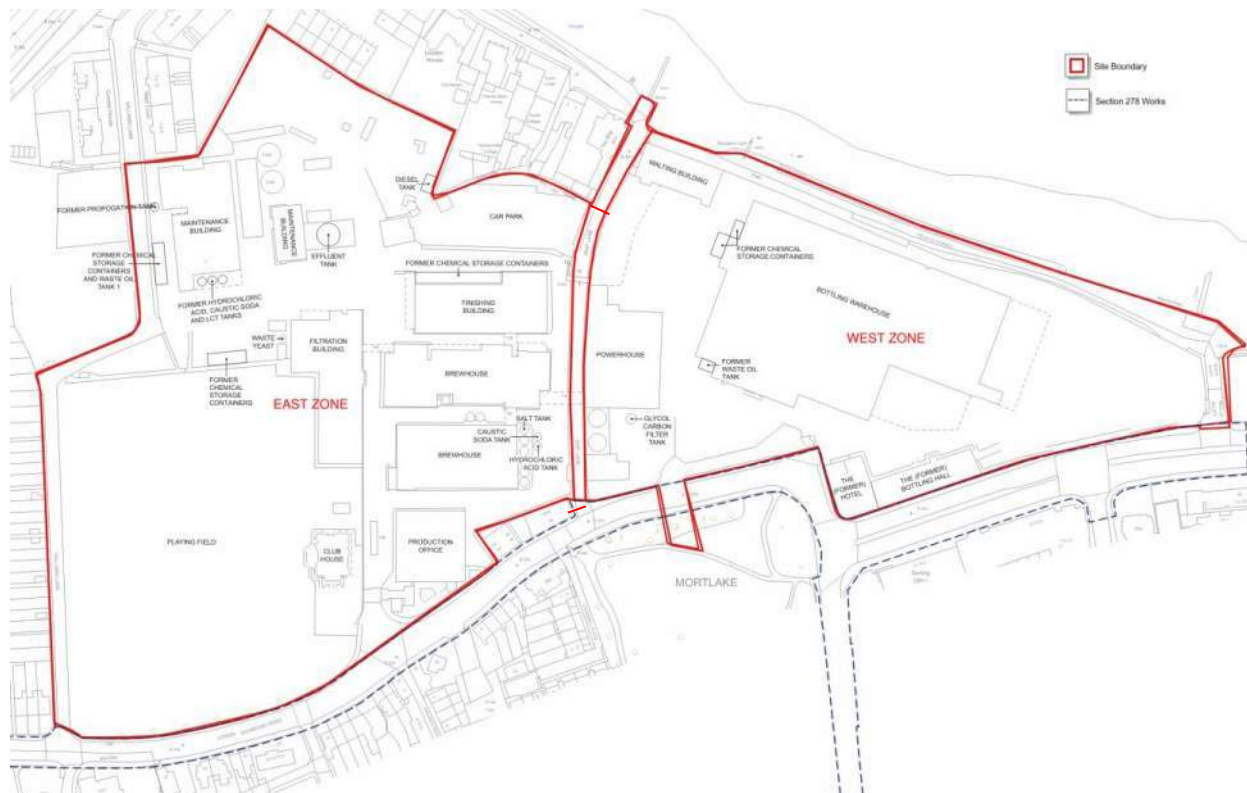 Site Boundary
Section 278 Works
MALTING BUILDING
DIESEL
TANK
CAR PARK
FORMER PROPOGATION TANK
MAINTENANCE
BUILDING
MAINTENANCE
BUILDING
EFFLUENT
TANK
FORMER CHEMICAL
STORAGE
CONTAINERS
AND WASTE OIL
TANK 1
FORMER HYDROCHLORIC
ACID, CAUSTIC SODA
AND LCT TANKS
FORMER CHEMICAL STORAGE CONTAINERS
FINISHING
BUILDING
FORMER CHEMICAL
STORAGE CONTAINERS
BOTTLING WAREHOUSE
WEST ZONE
WASTE
YEAST
FILTRATION
BUILDING
POWERHOUSE
FORMER
WASTE OIL
TANK
BREWHOUSE
FORMER
CHEMICAL
STORAGE
CONTAINERS
EAST ZONE
SALT TANK
CAUSTIC
SODA TANK
BREWHOUSE
HYDROCHLORIC
ACID TANK
GLYCOL
CARBON
FILTER
TANK
THE
(FORMER)
HOTEL
THE (FORMER)
BOTTLING HALL
PLAYING FIELD
CLUB
HOUSE
PRODUCTION
OFFICE
MORTLAKE